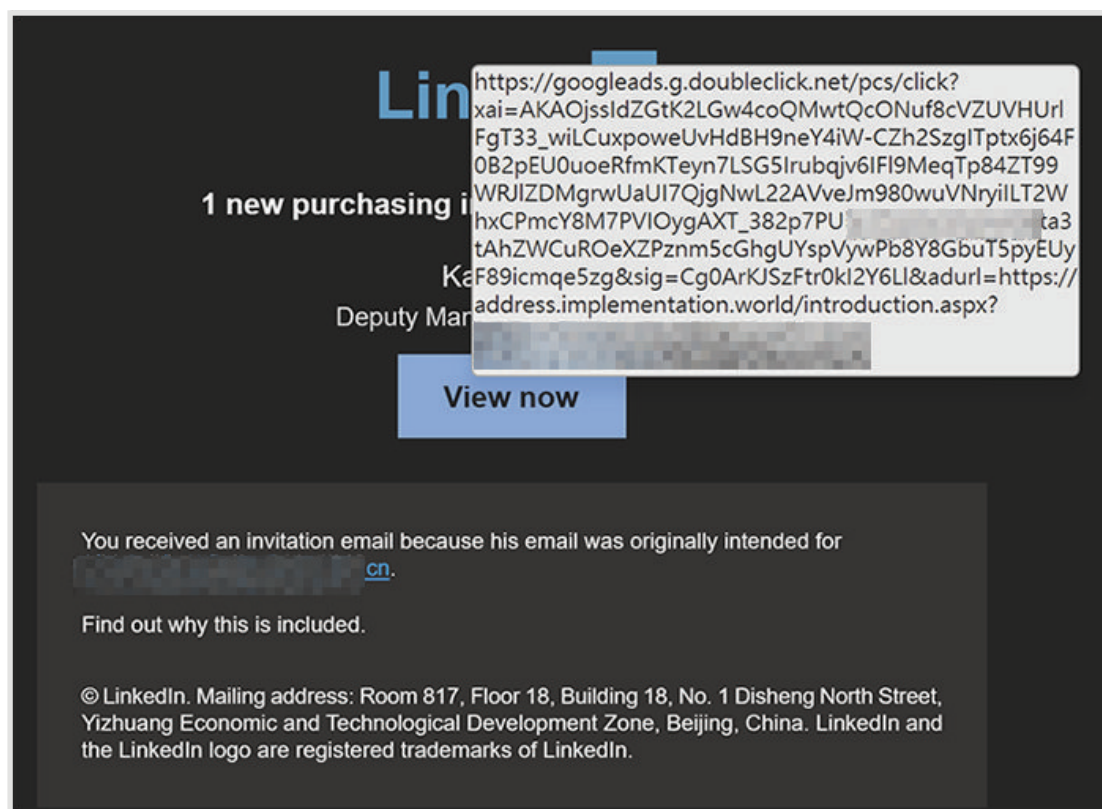 Lin
https://googleads.g.doubleclick.net/pcs/click?
xai=AKAOjssIdZGtK2LGw4coQMwtQcONuf8cVZUVHUrl
FgT33_wiLCuxpoweUvHdBH9neY4iW-CZh2SzgITptx6j64F
0B2pEU0uoeRfmKTeyn7LSG5Irubqjv6IFl9MeqTp84ZT99
WRJlZDMgrwUaUI7QjgNwL22AVveJm980wuVNryiILT2W
hxCPmcY8M7PVIOygAXT_382p7PU ta3
tAhZWCuROeXZPznm5cGhgUYspVywPb8Y8GbuT5pyEUy
F89icmqe5zg&sig=Cg0ArKJSzFtr0kI2Y6Ll&adurl=https://
address.implementation.world/introduction.aspx?
1 new purchasing
Ka
Deputy Mar
View now
You received an invitation email because his email was originally intended for
cn.
Find out why this is included.
© LinkedIn. Mailing address: Room 817, Floor 18, Building 18, No. 1 Disheng North Street,
Yizhuang Economic and Technological Development Zone, Beijing, China. LinkedIn and
the LinkedIn logo are registered trademarks of LinkedIn.